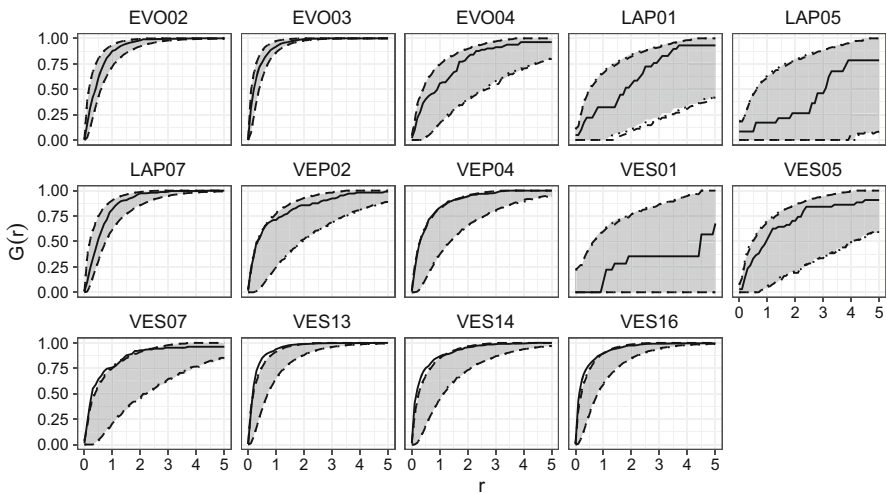 EVO02 EVO03 EVO04 LAP01 LAP05
1.00
0.75
0.50
0.25
0.00
LAP07 VEP02 VEP04 VES01 VES05
1.00
0.75
0.50
0.25
0.00
G(r)
0 1 2 3 4 5
VES07 VES13 VES14 VES16
1.00
0.75
0.50
0.25
0.00
0 1 2 3 4 5 0 1 2 3 4 5 0 1 2 3 4 5 0 1 2 3 4 5
r